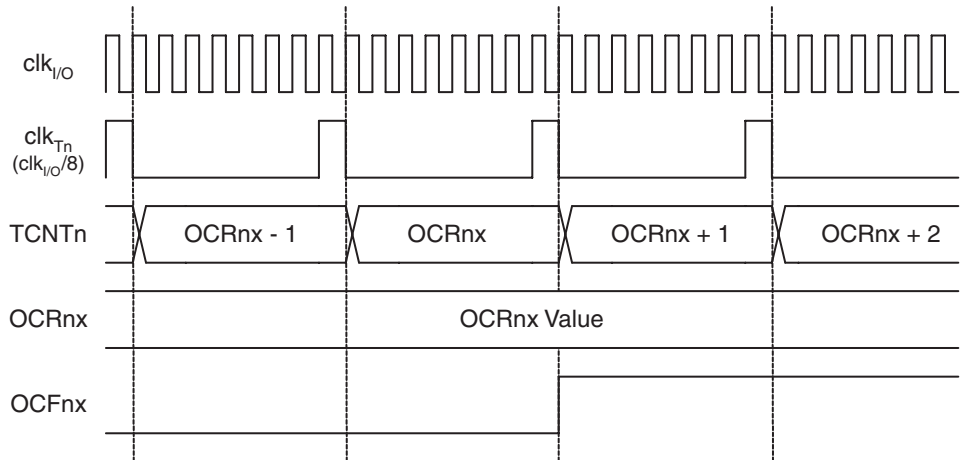 clkI/O
clkTn
(clkI/O/8)
TCNTn OCRnx - 1 OCRnx OCRnx + 1 OCRnx + 2
OCRnx OCRnx Value
OCFnx